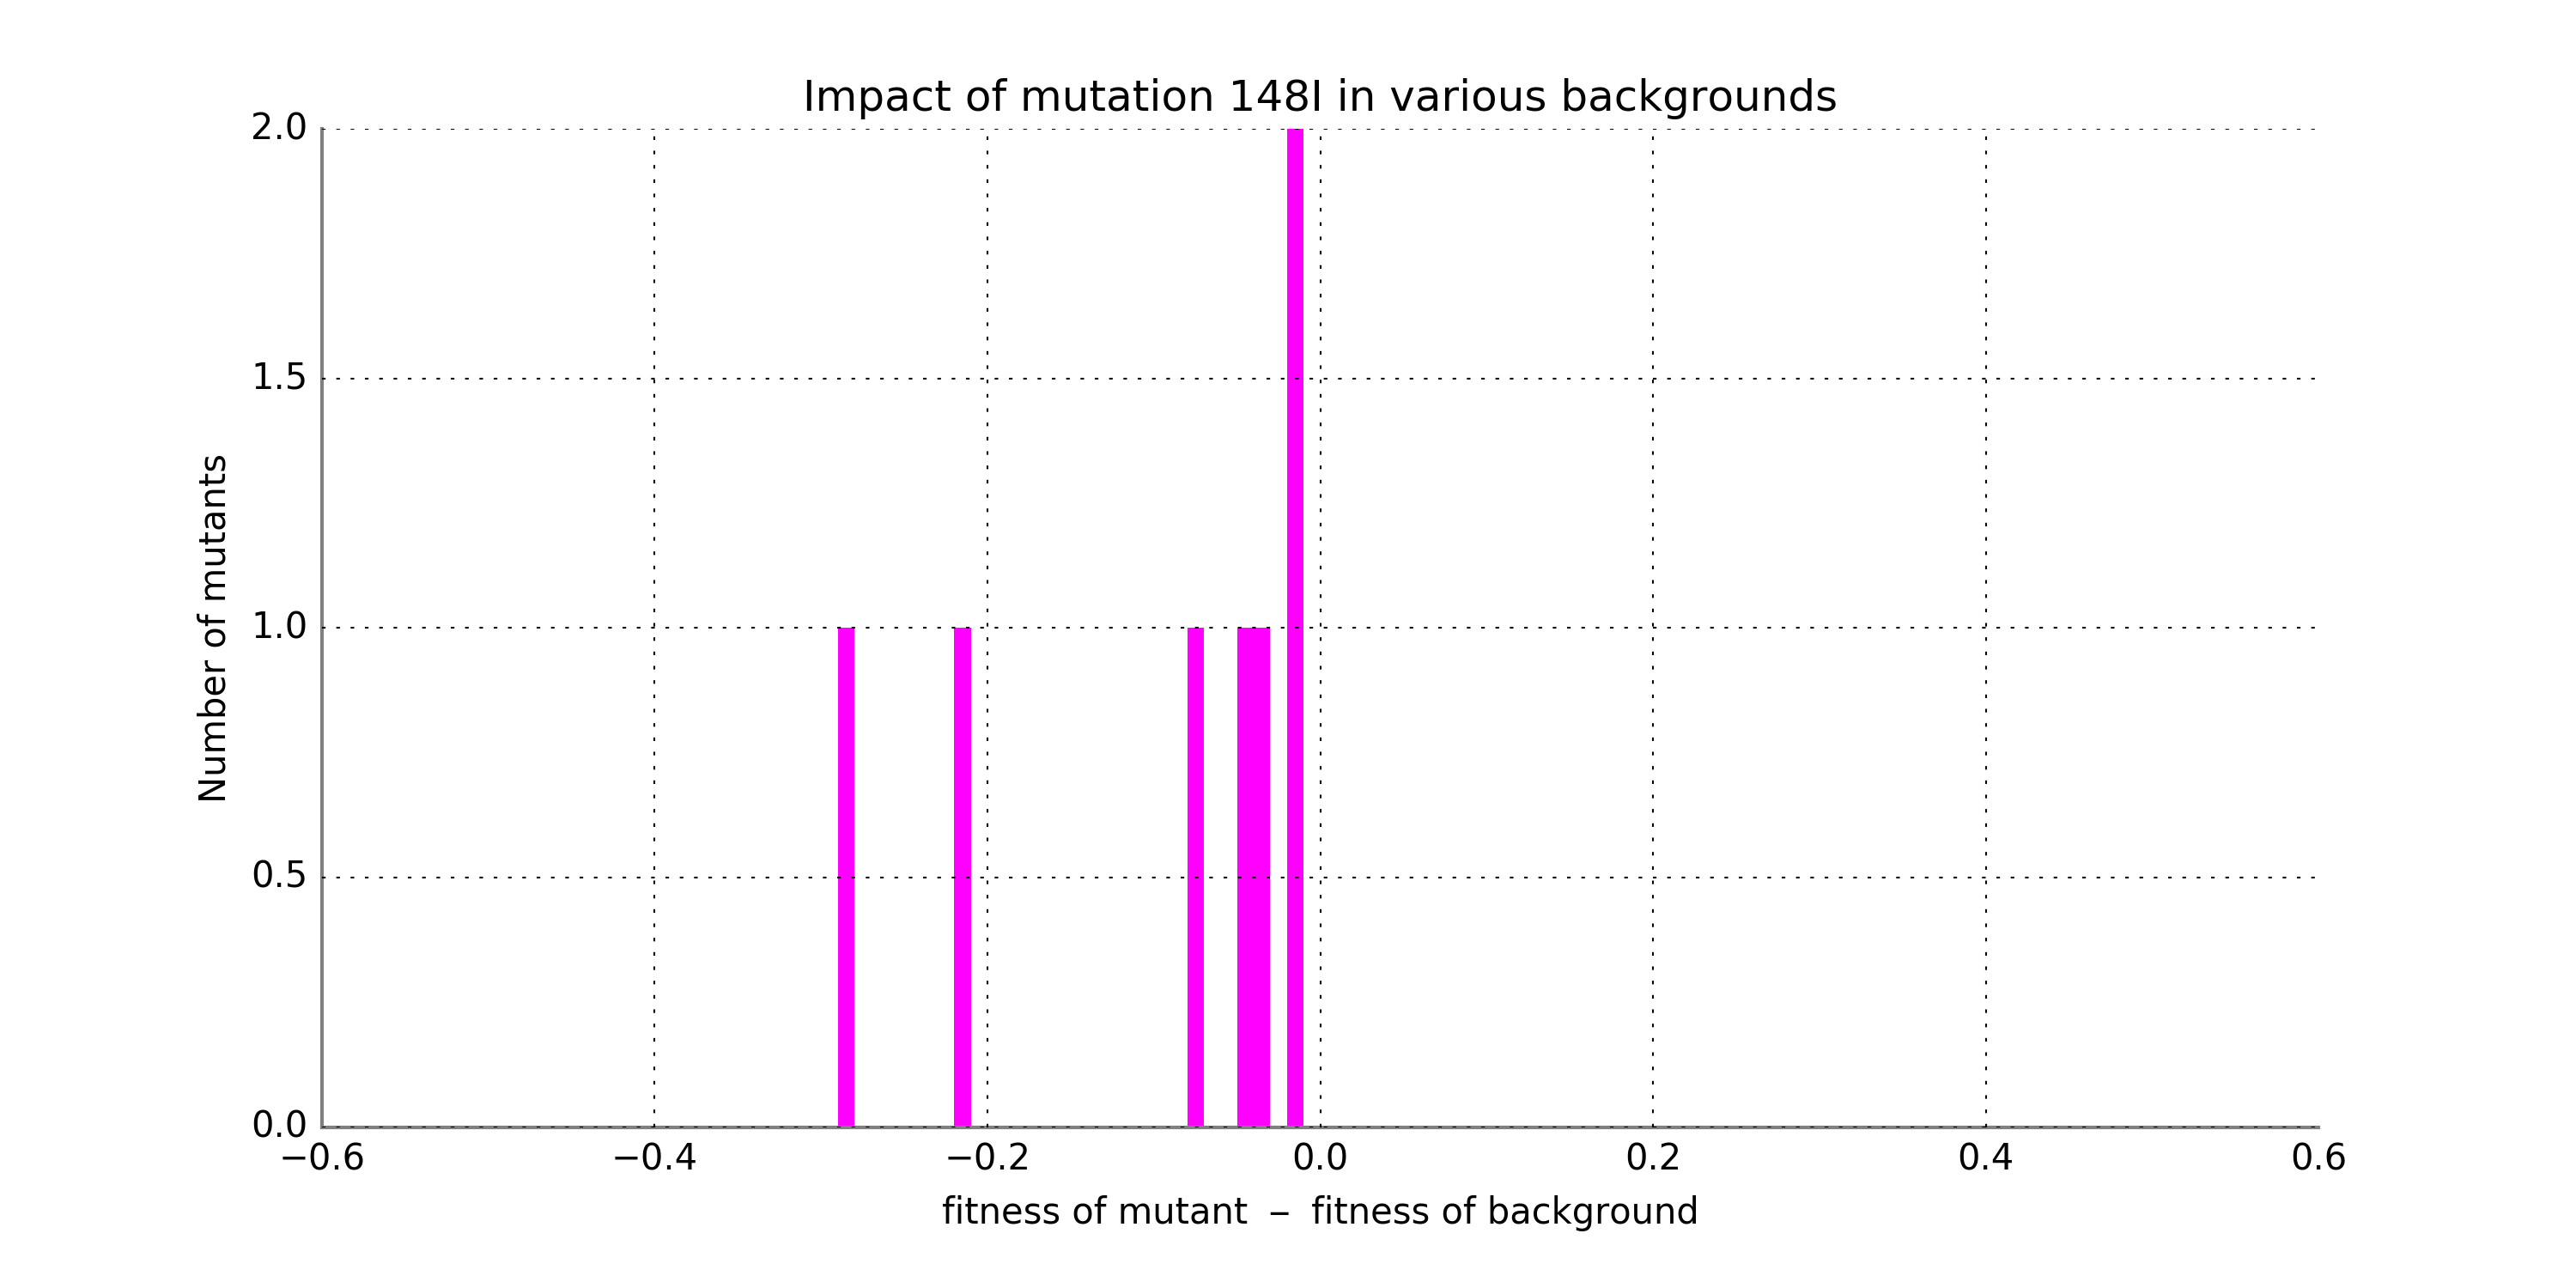 Impact of mutation 148I in various backgrounds
2.0
1.5
1.0
0.5
0.0
Number of mutants
−0.6 −0.4 −0.2 0.0 0.2 0.4 0.6
fitness of mutant − fitness of background